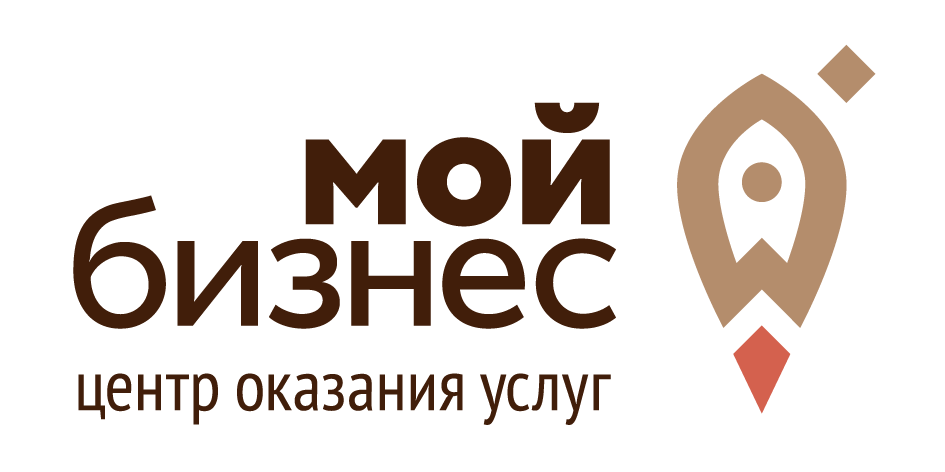 мой
бизнес
центр оказания услуг